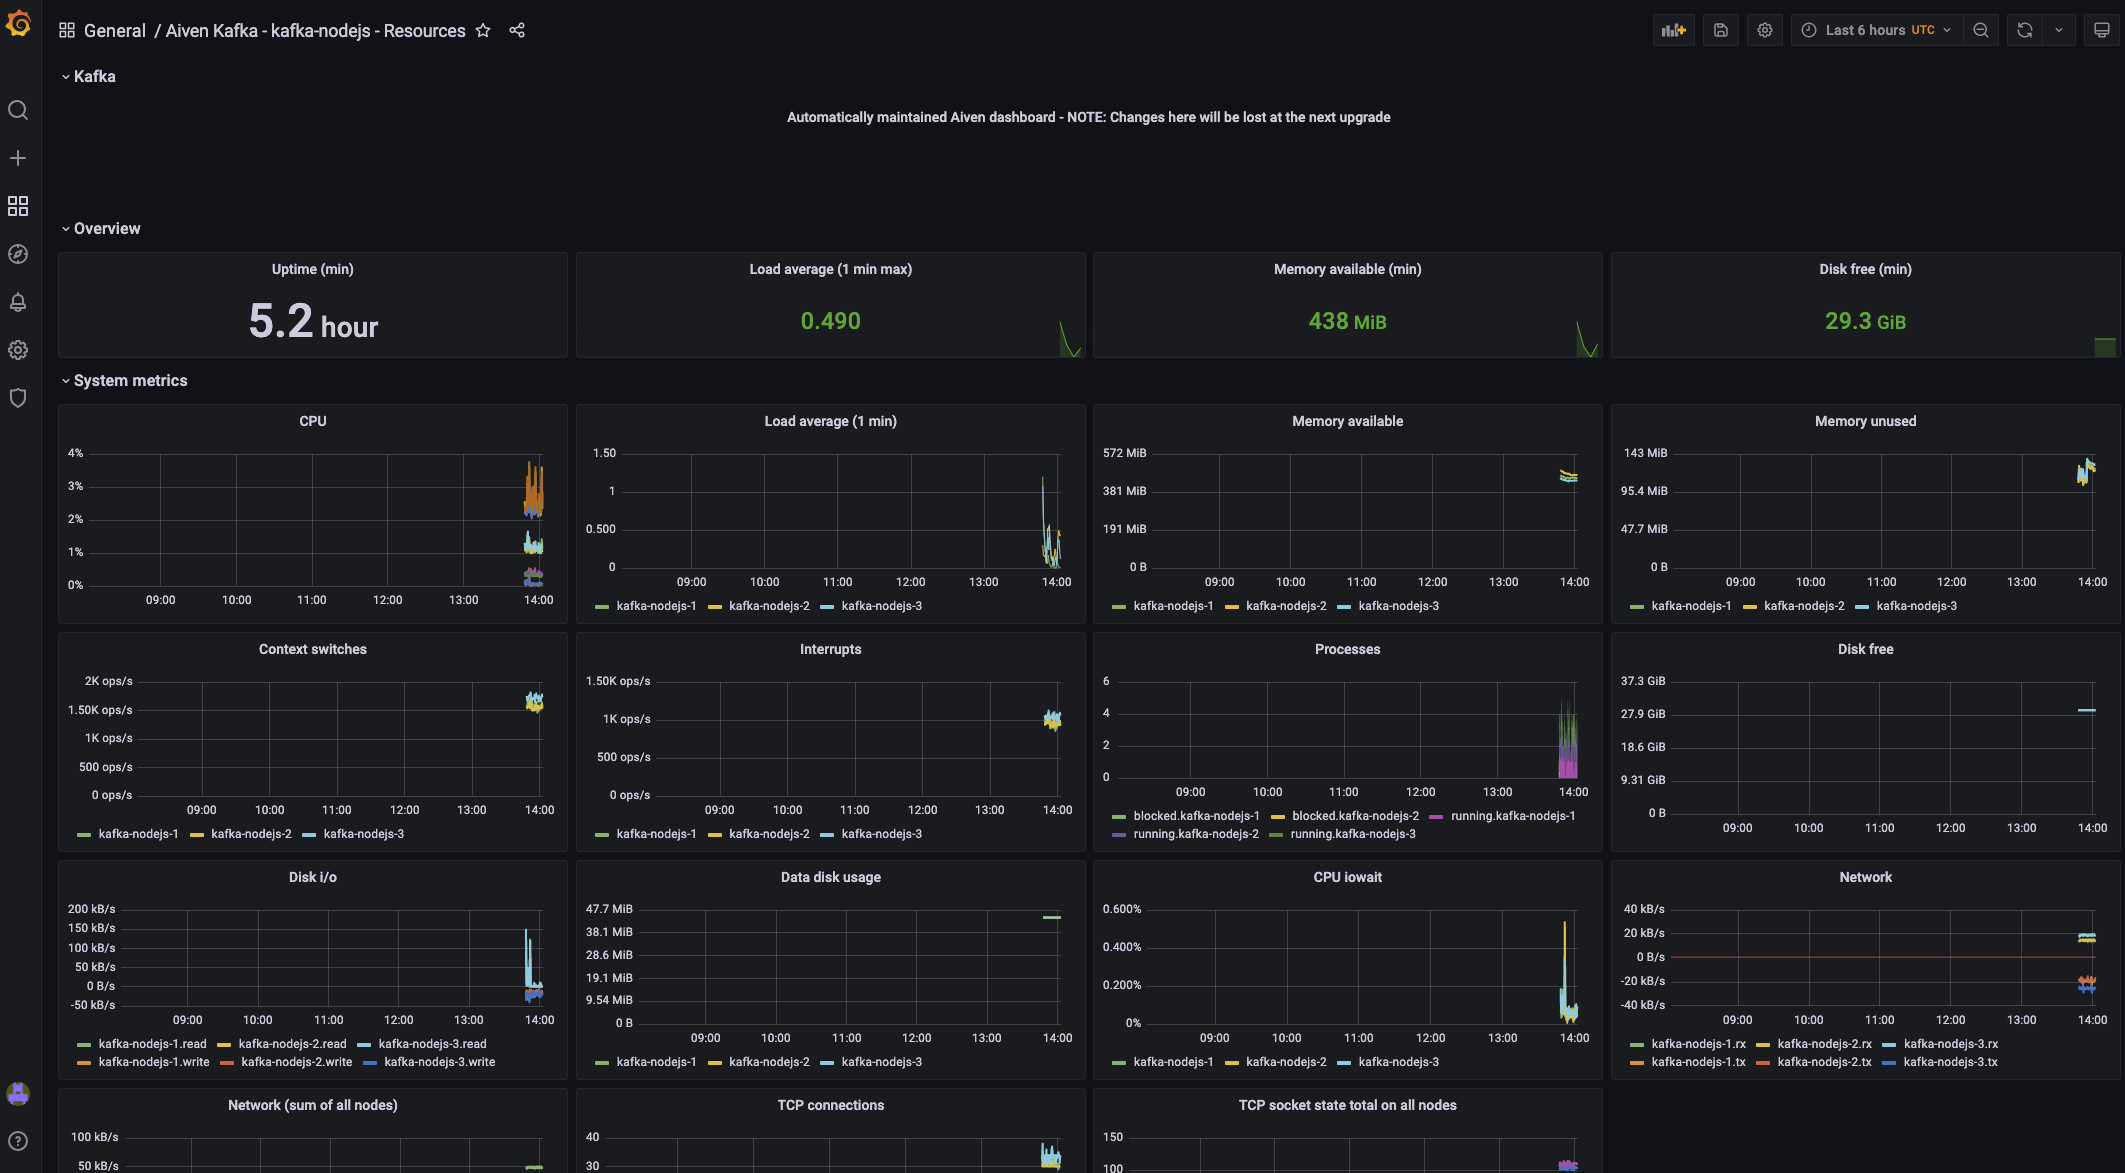 General / Aiven Kafka - kafka-nodejs - Resources
Last 6 hours UTC
Kafka
Automatically maintained Aiven dashboard - NOTE: Changes here will be lost at the next upgrade
Overview
Uptime (min)
5.2 hour
Load average (1 min max)
0.490
Memory available (min)
438 MiB
Disk free (min)
29.3 GiB
System metrics
CPU
4%
3%
2%
1%
0%
09:00 10:00 11:00 12:00 13:00 14:00
Load average (1 min)
1.50
1
0.500
0
09:00 10:00 11:00 12:00 13:00 14:00
kafka-nodejs-1 kafka-nodejs-2 kafka-nodejs-3
Memory available
572 MiB
381 MiB
191 MiB
0 B
09:00 10:00 11:00 12:00 13:00 14:00
kafka-nodejs-1 kafka-nodejs-2 kafka-nodejs-3
Memory unused
143 MiB
95.4 MiB
47.7 MiB
0 B
09:00 10:00 11:00 12:00 13:00 14:00
kafka-nodejs-1 kafka-nodejs-2 kafka-nodejs-3
Context switches
2K ops/s
1.50K ops/s
1K ops/s
500 ops/s
0 ops/s
09:00 10:00 11:00 12:00 13:00 14:00
kafka-nodejs-1 kafka-nodejs-2 kafka-nodejs-3
Interrupts
1.50K ops/s
1K ops/s
500 ops/s
0 ops/s
09:00 10:00 11:00 12:00 13:00 14:00
kafka-nodejs-1 kafka-nodejs-2 kafka-nodejs-3
Processes
6
4
2
0
09:00 10:00 11:00 12:00 13:00 14:00
blocked.kafka-nodejs-1 blocked.kafka-nodejs-2 running.kafka-nodejs-1
running.kafka-nodejs-2 running.kafka-nodejs-3
Disk free
37.3 GiB
27.9 GiB
18.6 GiB
9.31 GiB
0 B
09:00 10:00 11:00 12:00 13:00 14:00
Disk i/o
200 kB/s
150 kB/s
100 kB/s
50 kB/s
0 B/s
-50 kB/s
09:00 10:00 11:00 12:00 13:00 14:00
kafka-nodejs-1.read kafka-nodejs-2.read kafka-nodejs-3.read
kafka-nodejs-1.write kafka-nodejs-2.write kafka-nodejs-3.write
Data disk usage
47.7 MiB
38.1 MiB
28.6 MiB
19.1 MiB
9.54 MiB
0 B
09:00 10:00 11:00 12:00 13:00 14:00
kafka-nodejs-1 kafka-nodejs-2 kafka-nodejs-3
CPU iowait
0.600%
0.400%
0.200%
0%
09:00 10:00 11:00 12:00 13:00 14:00
kafka-nodejs-1 kafka-nodejs-2 kafka-nodejs-3
Network
40 kB/s
20 kB/s
0 B/s
-20 kB/s
-40 kB/s
09:00 10:00 11:00 12:00 13:00 14:00
kafka-nodejs-1.rx kafka-nodejs-2.rx kafka-nodejs-3.rx
kafka-nodejs-1.tx kafka-nodejs-2.tx kafka-nodejs-3.tx
Network (sum of all nodes)
100 kB/s
50 kB/s
TCP connections
40
30
TCP socket state total on all nodes
150
100